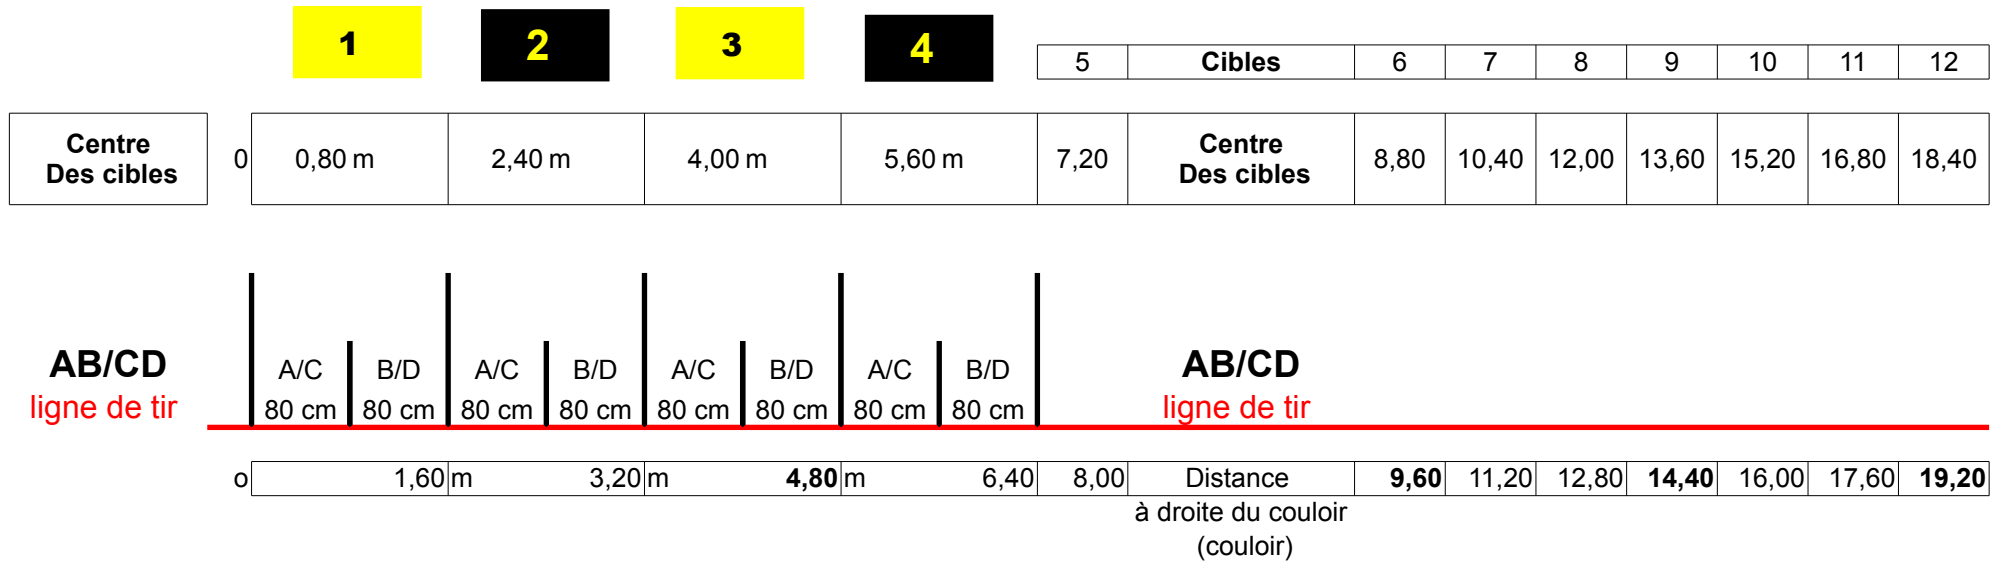 1 2 3 4
5 Cibles 6 7 8 9 10 11 12
Centre
Des cibles
0 0,80 m 2,40 m 4,00 m 5,60 m 7,20
Centre
Des cibles
8,80 10,40 12,00 13,60 15,20 16,80 18,40
AB/CD
ligne de tir
A/C B/D A/C B/D A/C B/D A/C B/D
80 cm 80 cm 80 cm 80 cm 80 cm 80 cm 80 cm 80 cm
AB/CD
ligne de tir
o 1,60 m 3,20 m 4,80 m 6,40 8,00 Distance 9,60 11,20 12,80 14,40 16,00 17,60 19,20
à droite du couloir
(couloir)